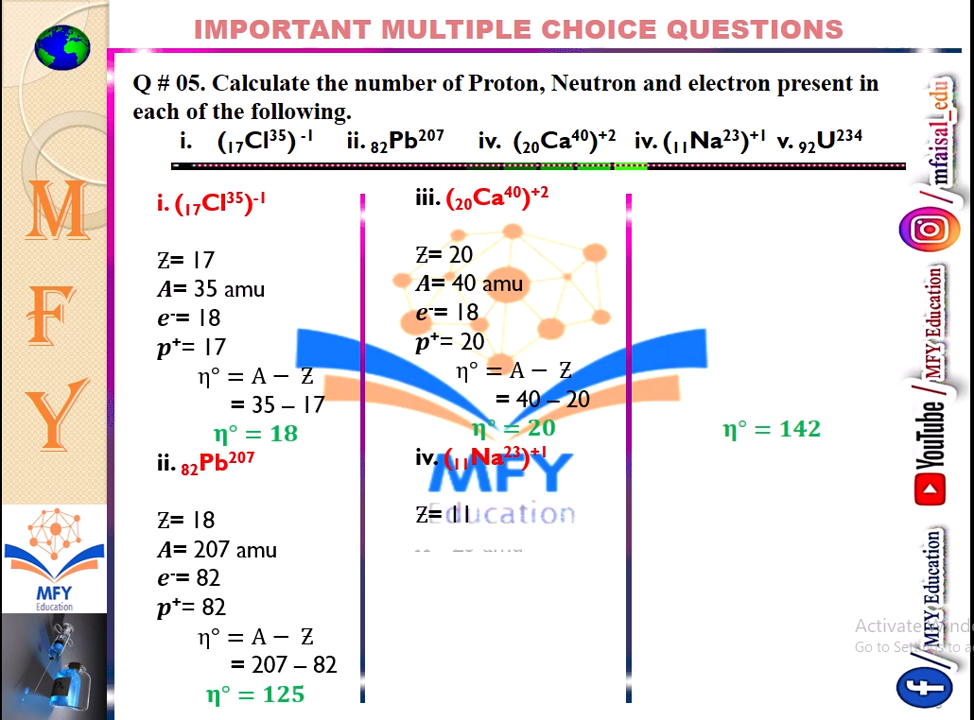 IMPORTANT MULTIPLE CHOICE QUESTIONS
Q # 05. Calculate the number of Proton, Neutron and electron present in
each of the following.
i. (₁₇Cl³⁵)⁻¹ ii. ₈₂Pb²⁰⁷ iv. (₂₀Ca⁴⁰)⁺² iv. (₁₁Na²³)⁺¹ v. ₉₂U²³⁴
i. (₁₇Cl³⁵)⁻¹
Z= 17
A= 35 amu
e⁻= 18
p⁺= 17
η° = A − Z
= 35 – 17
η° = 18
ii. ₈₂Pb²⁰⁷
Z= 18
A= 207 amu
e⁻= 82
p⁺= 82
η° = A − Z
= 207 – 82
η° = 125
iii. (₂₀Ca⁴⁰)⁺²
Z= 20
A= 40 amu
e⁻= 18
p⁺= 20
η° = A − Z
= 40 – 20
η° = 20
iv. (₁₁Na²³)⁺¹
Z= 11
η° = 142
MFY
Education
M
F
Y
MFY
Education
mfaisal_edu
YouTube / MFY Education
/ MFY Education
Activate
Go to